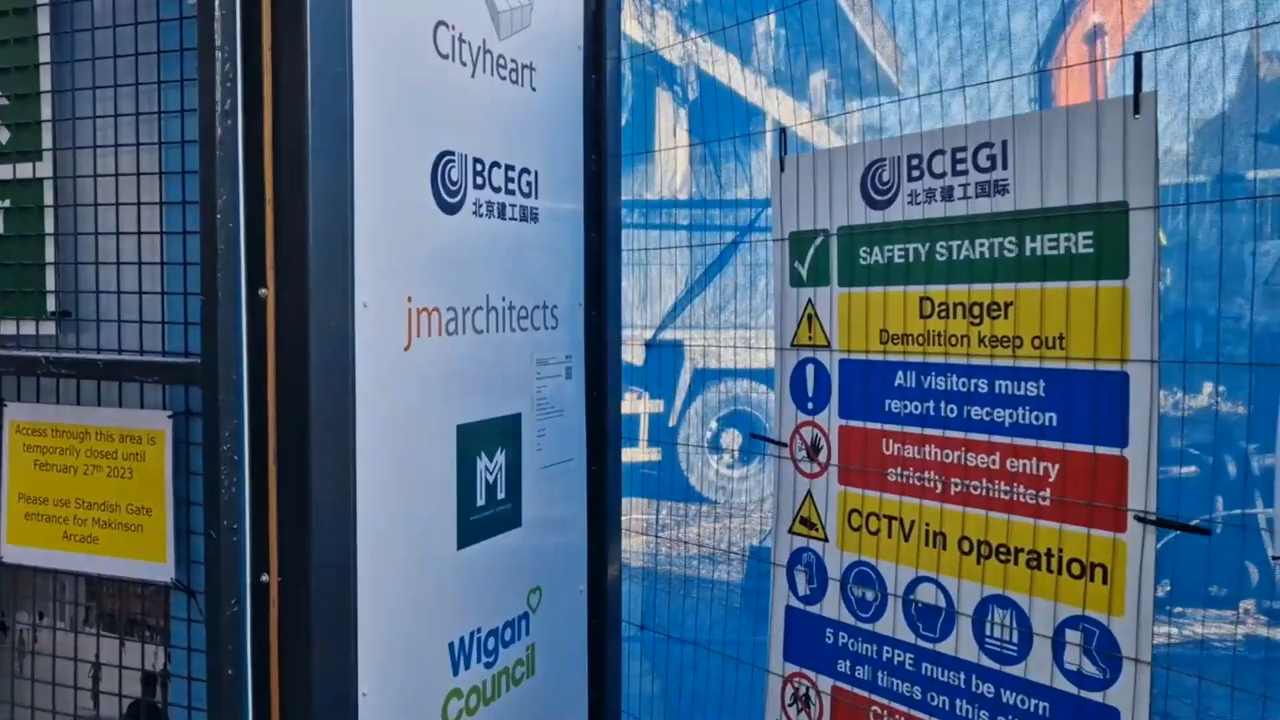 Access through this area is
temporarily closed until
February 27th 2023
Please use Standish Gate
entrance for Makinson
Arcade
Cityheart
BCEGI
北京建工国际
jmarchitects
M
Wigan
Council
BCEGI
北京建工国际
SAFETY STARTS HERE
Danger
Demolition keep out
All visitors must
report to reception
Unauthorised entry
strictly prohibited
CCTV in operation
5 Point PPE must be worn
at all times on this